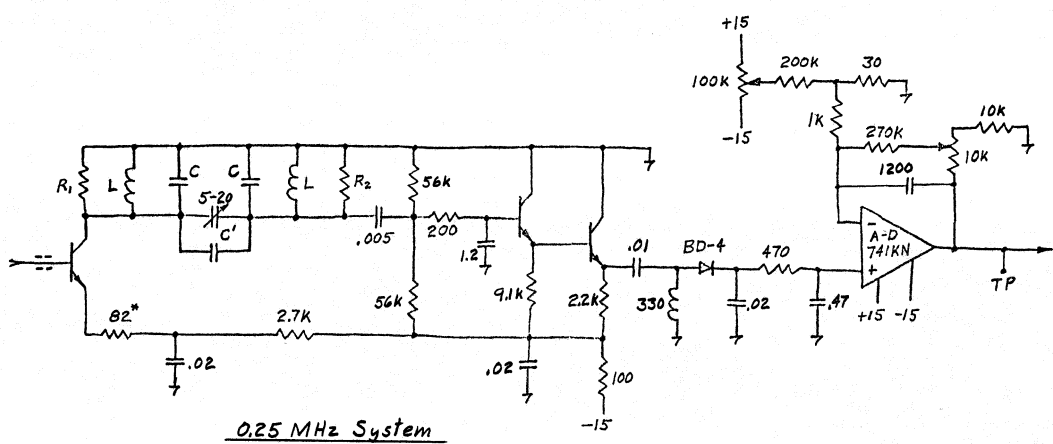 +15
200K
30
100K
-15
1K
270K
10K
10K
1200
R1
L
C
C
L
R2
56K
5-20
C'
.005
200
1.2
56K
9.1K
2.2K
.01
BD-4
470
330
.02
.47
-
+
A-D
741KN
+15
-15
TP
82*
2.7K
.02
.02
100
-15
0.25 MHz System